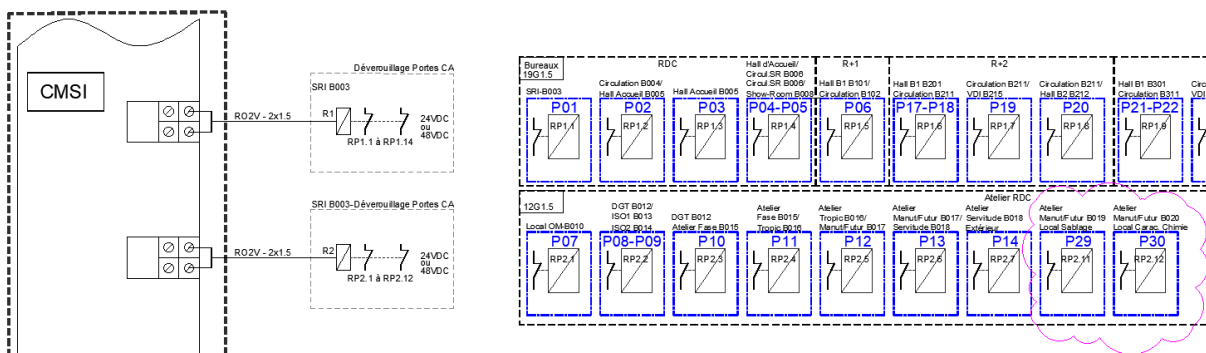 CMSI
RO2V - 2x1.5
RO2V - 2x1.5
Déverouillage Portes CA
SRI B003
R1
24VDC
ou
48VDC
RP1.1 à RP1.14
SRI B003-Déverouillage Portes CA
R2
24VDC
ou
48VDC
RP2.1 à RP2.12
Bureaux
19G1.5
RDC
R+1
R+2
SRI-B003
P01
RP1.1
Circulation B004/
Hall Accueil B005
P02
RP1.2
Hall Accueil B005
P03
RP1.3
Hall d'Accueil/
Circul.SR B006
Circul.SR B006/
Show-Room B008
P04-P05
RP1.4
Hall B1 B101/
Circulation B102
P06
RP1.5
Hall B1 B201
Circulation B211
P17-P18
RP1.6
Circulation B211/
VDI B215
P19
RP1.7
Circulation B211/
Hall B2 B212
P20
RP1.8
Hall B1 B301
Circulation B311
P21-P22
RP1.9
Circ
VDI
12G1.5
Atelier RDC
Local OM-B010
P07
RP2.1
DGT B012/
ISO1 B013
ISO2 B014
P08-P09
RP2.2
DGT B012
Atelier Fase B015
P10
RP2.3
Atelier
Fase B015/
Tropic B016
P11
RP2.4
Atelier
Tropic B016/
Manut/Futur B017
P12
RP2.5
Atelier
Manut/Futur B017/
Servitude B018
P13
RP2.6
Atelier
Servitude B018
Extérieur
P14
RP2.7
Atelier
Manut/Futur B019
Local Sablage
P29
RP2.11
Atelier
Manut/Futur B020
Local Carac. Chimie
P30
RP2.12